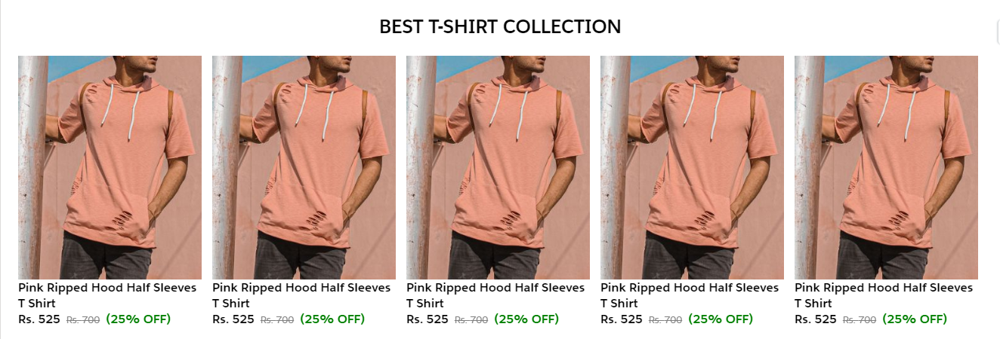 BEST T-SHIRT COLLECTION
Pink Ripped Hood Half Sleeves
T Shirt
Rs. 525 Rs. 700 (25% OFF)
Pink Ripped Hood Half Sleeves
T Shirt
Rs. 525 Rs. 700 (25% OFF)
Pink Ripped Hood Half Sleeves
T Shirt
Rs. 525 Rs. 700 (25% OFF)
Pink Ripped Hood Half Sleeves
T Shirt
Rs. 525 Rs. 700 (25% OFF)
Pink Ripped Hood Half Sleeves
T Shirt
Rs. 525 Rs. 700 (25% OFF)